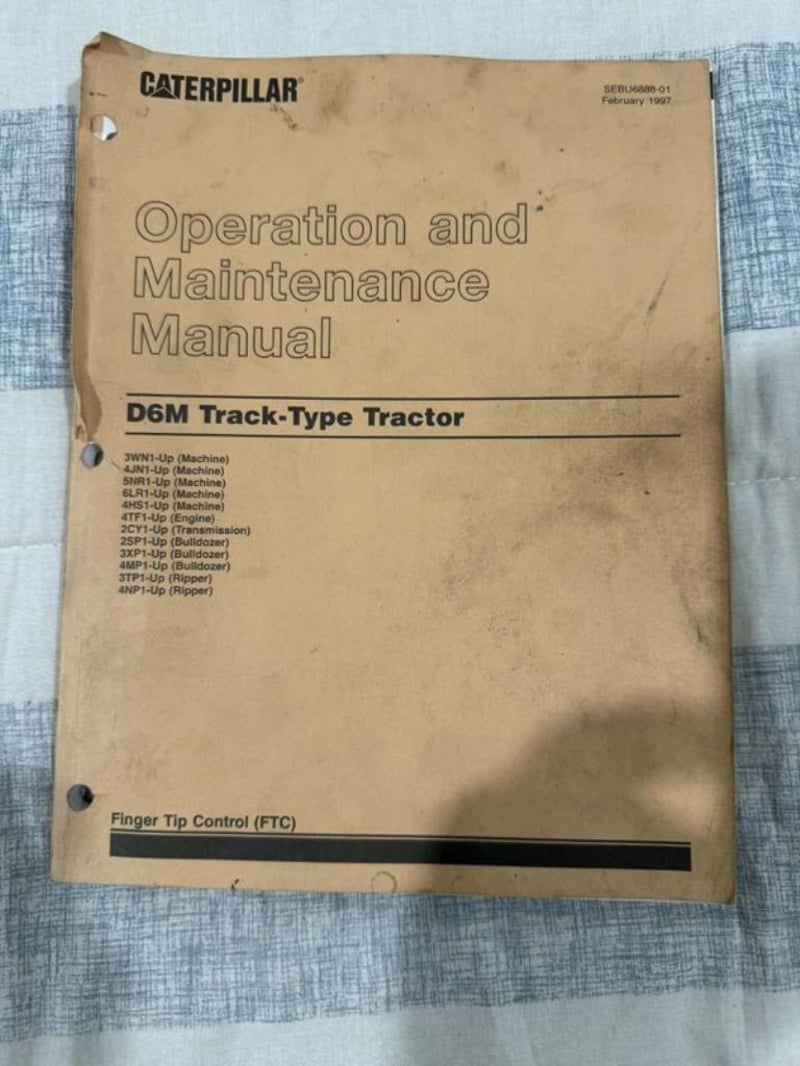 CATERPILLAR®
SEBU6888-01
February 1997
Operation and
Maintenance
Manual
D6M Track-Type Tractor
3WN1-Up (Machine)
4JN1-Up (Machine)
5NR1-Up (Machine)
6LR1-Up (Machine)
4HS1-Up (Machine)
4TF1-Up (Engine)
2CY1-Up (Transmission)
2SP1-Up (Bulldozer)
3XP1-Up (Bulldozer)
4MP1-Up (Bulldozer)
3TP1-Up (Ripper)
4NP1-Up (Ripper)
Finger Tip Control (FTC)